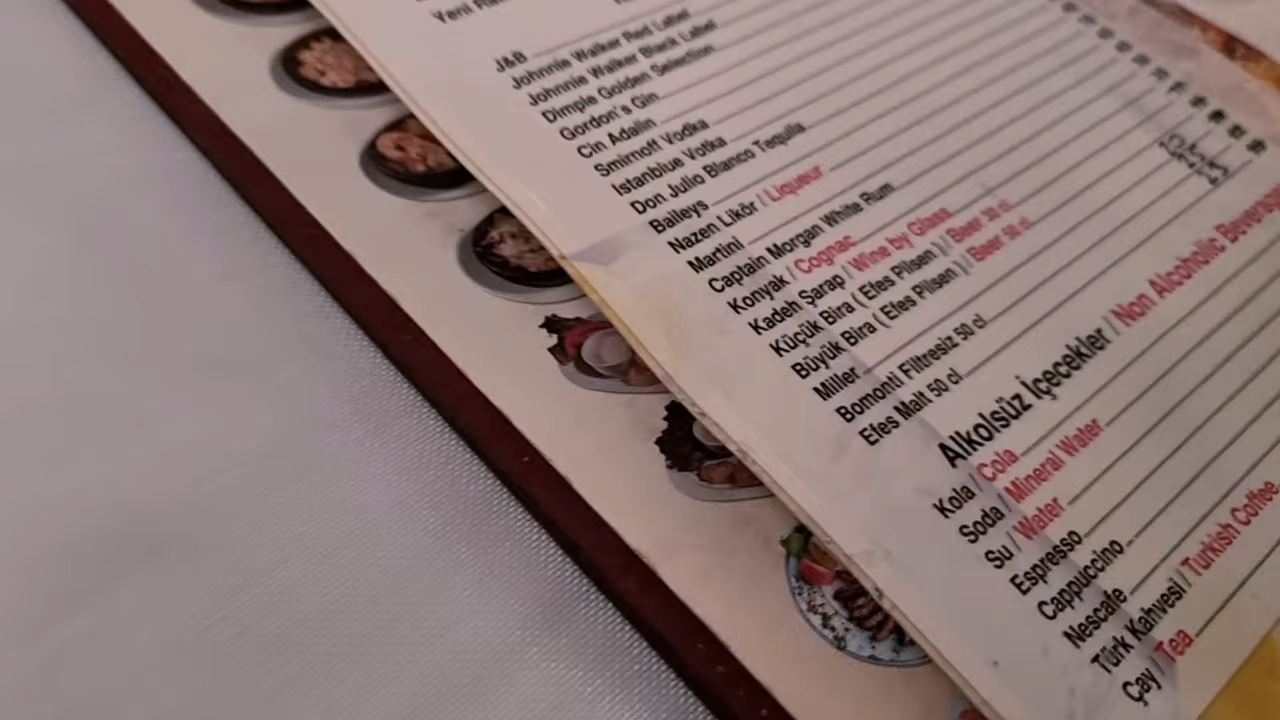 Yeni
J&B
Johnnie Walker Red Label
Johnnie Walker Black Label
Dimple Golden Selection
Gordon's Gin
Cin Adalin
Smirnoff Vodka
Istanblue Votka
Don Julio Blanco Tequila
Baileys
Nazen Likör / Liqueur
Martini
Captain Morgan White Rum
Konyak / Cognac
Kadeh Şarap / Wine by Glass
Küçük Bira ( Efes Pilsen ) / Beer 30 cl
Büyük Bira ( Efes Pilsen ) / Beer 50 cl
Miller
Bomonti Filtresiz 50 cl
Efes Malt 50 cl
Alkolsüz İçecekler / Non Alcoholic Beverag
Kola / Cola
Soda / Mineral Water
Su / Water
Espresso
Cappuccino
Nescafe
Türk Kahvesi / Turkish Coffee
Çay / Tea